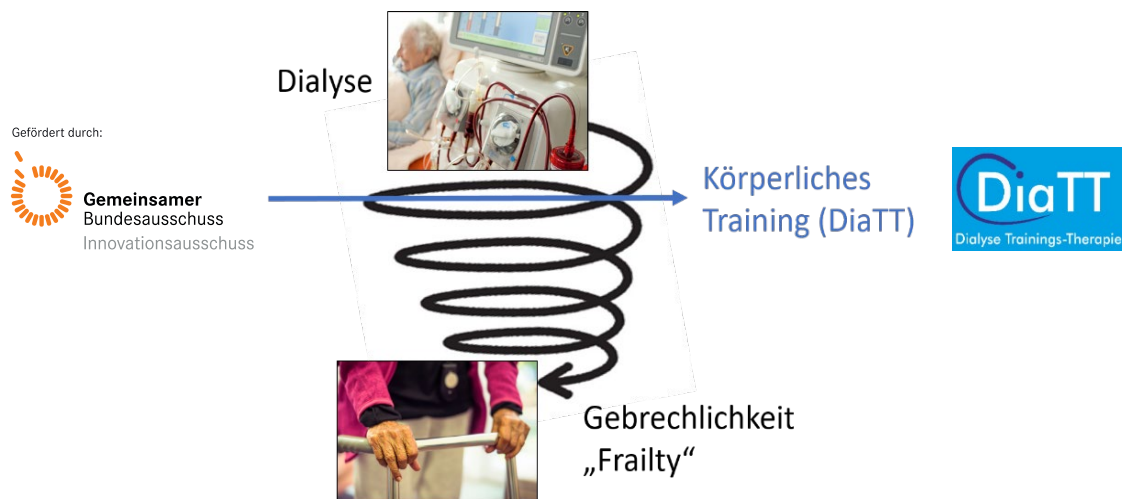 Dialyse
Gefördert durch:
Gemeinsamer
Bundesausschuss
Innovationsausschuss
Körperliches
Training (DiaTT)
DiaTT
Dialyse Trainings-Therapie
Gebrechlichkeit
„Frailty“